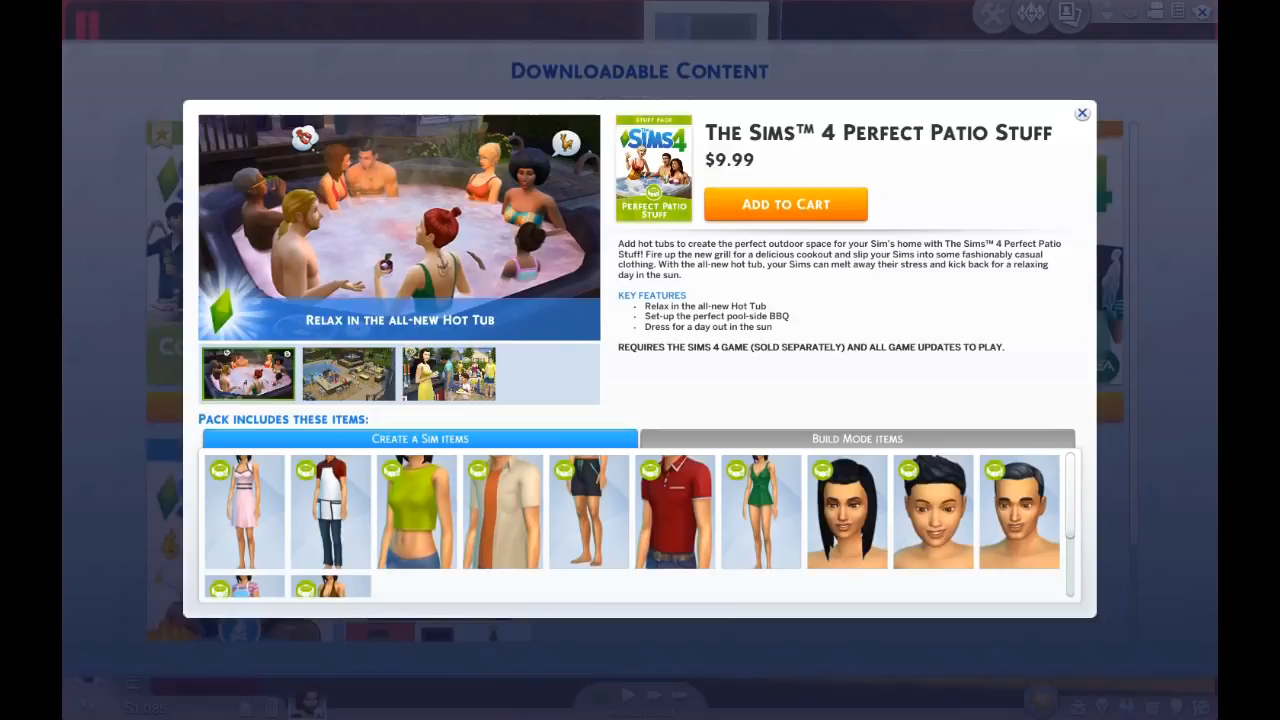 DOWNLOADABLE CONTENT
RELAX IN THE ALL-NEW HOT TUB
STUFF PACK
THE SIMS 4
PERFECT PATIO
STUFF
THE SIMS™ 4 PERFECT PATIO STUFF
$9.99
ADD TO CART
Add hot tubs to create the perfect outdoor space for your Sim's home with The Sims™ 4 Perfect Patio
Stuff! Fire up the new grill for a delicious cookout and slip your Sims into some fashionably casual
clothing. With the all-new hot tub, your Sims can melt away their stress and kick back for a relaxing
day in the sun.
KEY FEATURES
· Relax in the all-new Hot Tub
· Set-up the perfect pool-side BBQ
· Dress for a day out in the sun
REQUIRES THE SIMS 4 GAME (SOLD SEPARATELY) AND ALL GAME UPDATES TO PLAY.
PACK INCLUDES THESE ITEMS:
CREATE A SIM ITEMS
BUILD MODE ITEMS